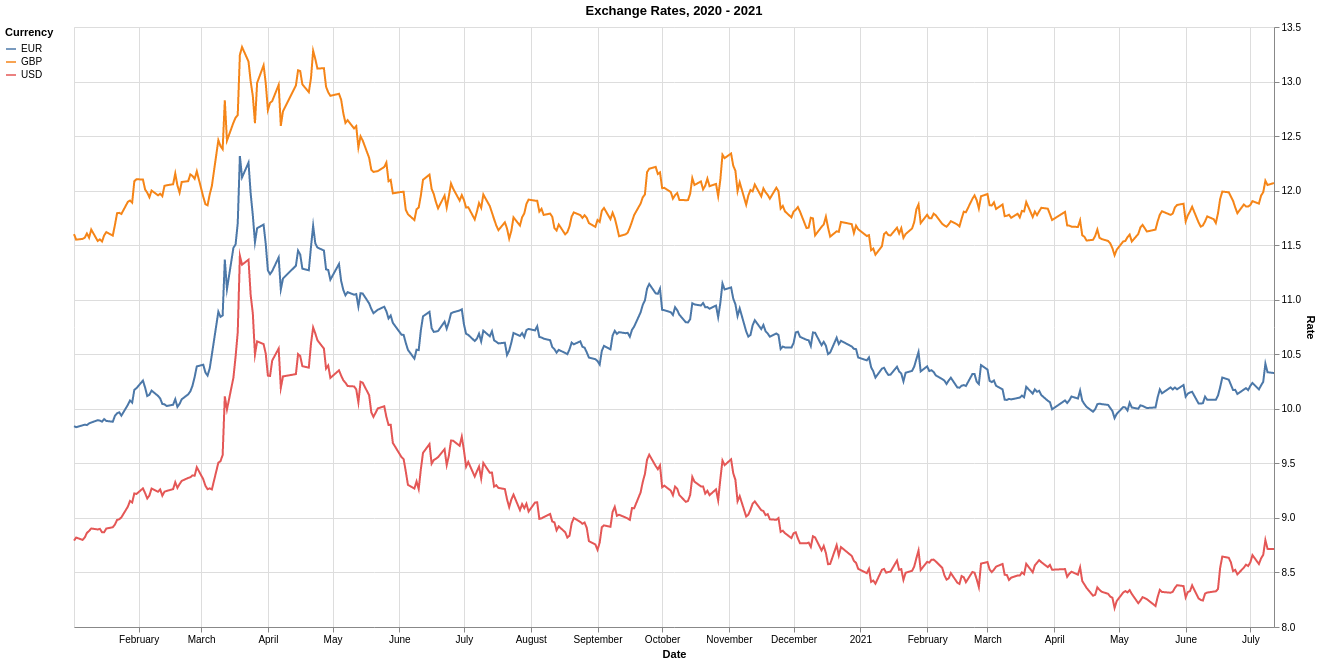 Exchange Rates, 2020 - 2021
Currency
EUR
GBP
USD
13.5
13.0
12.5
12.0
11.5
11.0
10.5
10.0
9.5
9.0
8.5
8.0
Rate
February March April May June July August September October November December 2021 February March April May June July
Date